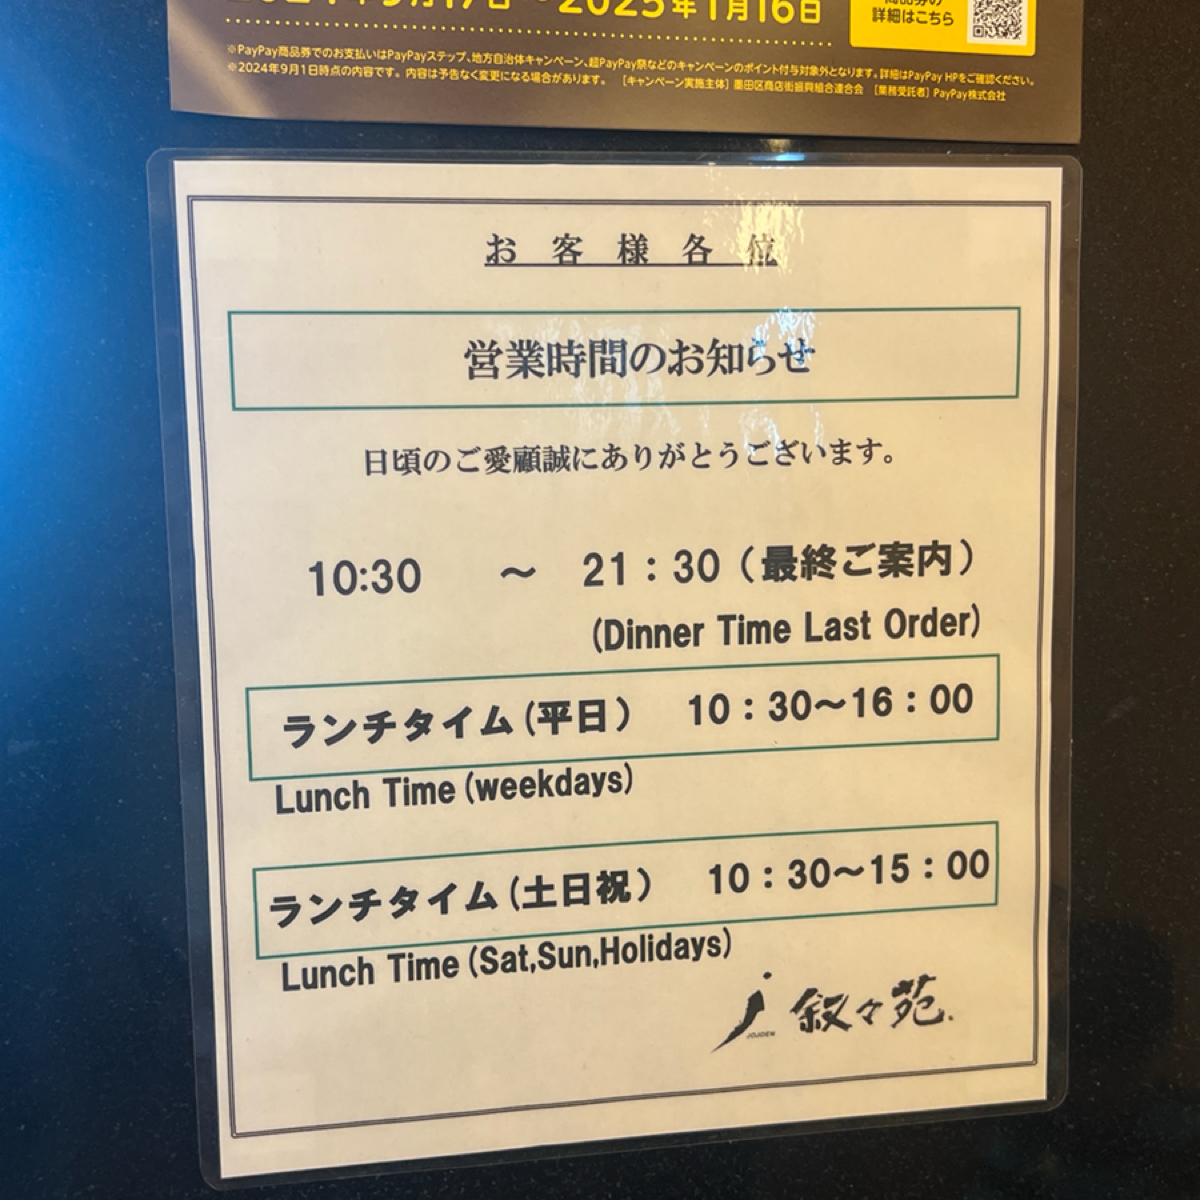 2025年1月16日
詳細はこちら
※PayPay商品券でのお支払いはPayPayステップ、地方自治体キャンペーン、超PayPay祭などのキャンペーンのポイント付与対象外となります。詳細はPayPay HPをご確認ください。
※2024年9月1日時点の内容です。内容は予告なく変更になる場合があります。 [キャンペーン実施主体] 墨田区商店街振興組合連合会 [業務受託者] PayPay株式会社
お客様各位
営業時間のお知らせ
日頃のご愛顧誠にありがとうございます。
10:30 ～ 21：30（最終ご案内）
(Dinner Time Last Order)
ランチタイム(平日） 10：30～16：00
Lunch Time(weekdays)
ランチタイム(土日祝） 10：30～15：00
Lunch Time(Sat,Sun,Holidays)
JOJOEN
叙々苑.